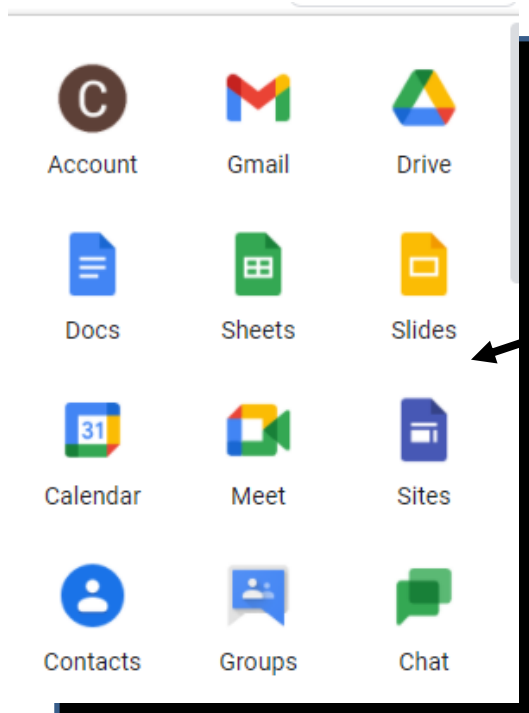 C
Account Gmail Drive
Docs Sheets Slides
31
Calendar Meet Sites
Contacts Groups Chat